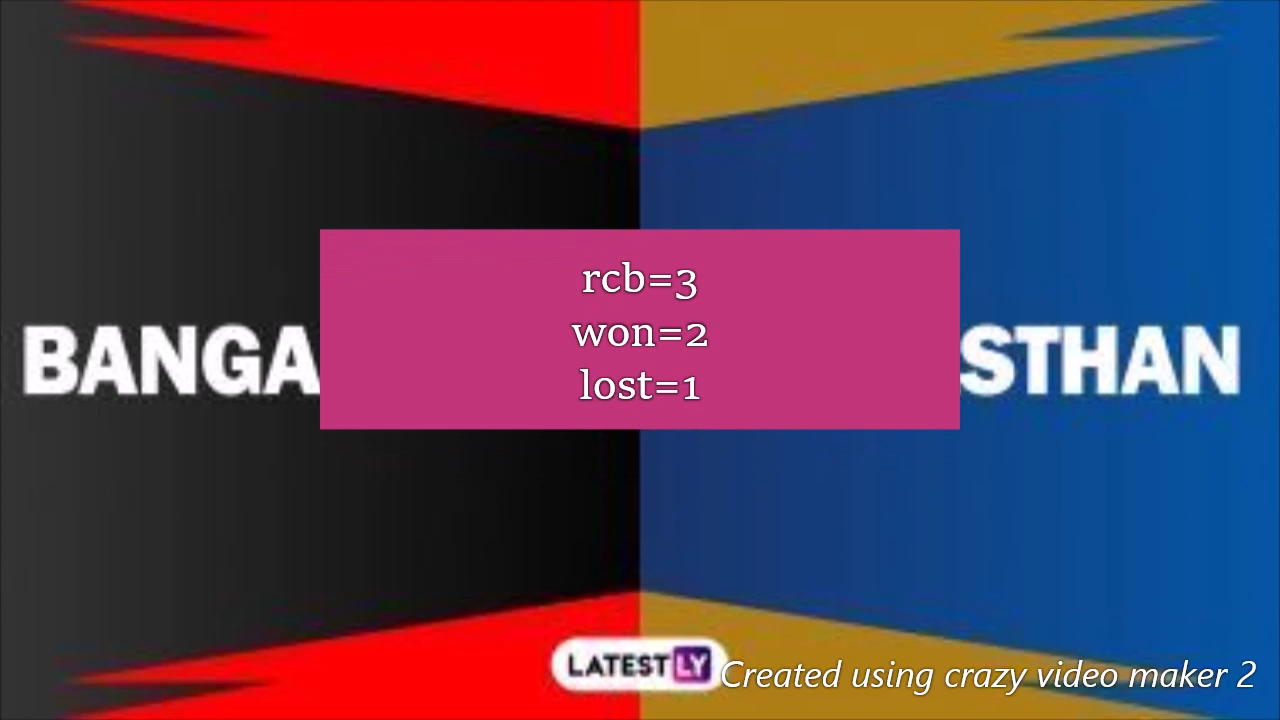 rcb=3
won=2
lost=1
BANGA
STHAN
LATESTLY
Created using crazy video maker 2